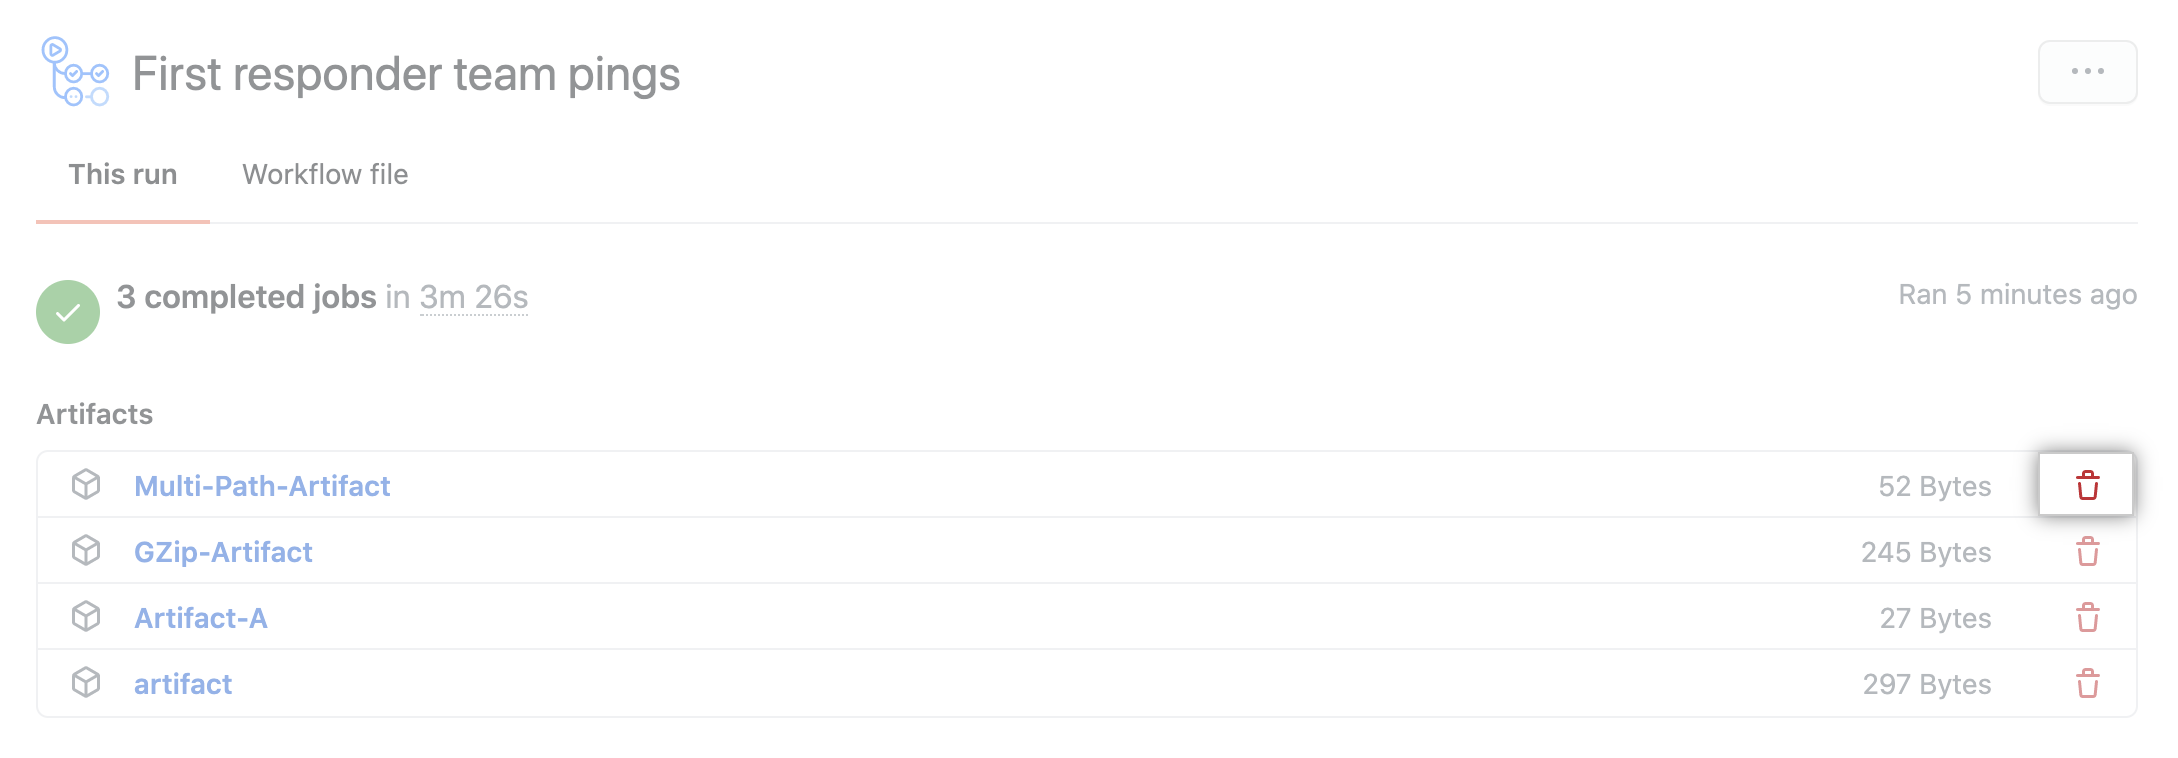 First responder team pings
This run Workflow file
3 completed jobs in 3m 26s Ran 5 minutes ago
Artifacts
Multi-Path-Artifact 52 Bytes
GZip-Artifact 245 Bytes
Artifact-A 27 Bytes
artifact 297 Bytes